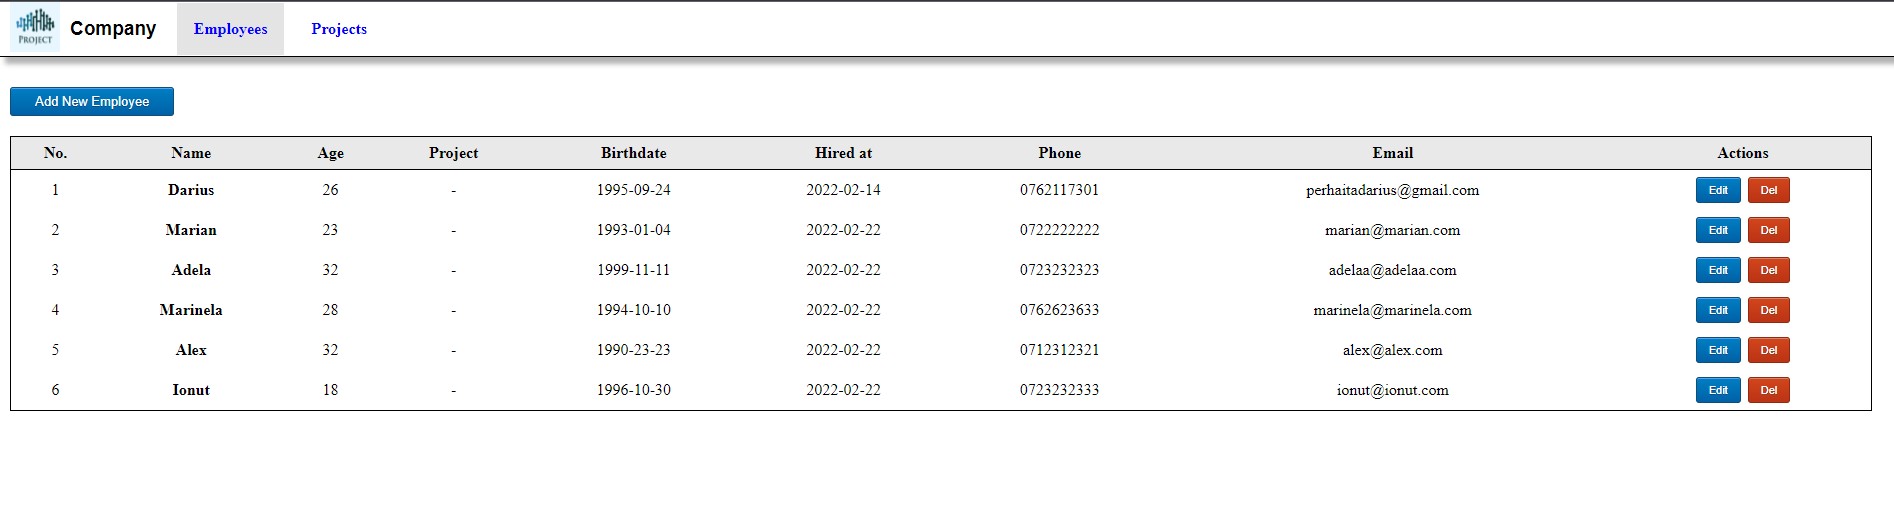 PROJECT Company Employees Projects
Add New Employee
No. Name Age Project Birthdate Hired at Phone Email Actions
1 Darius 26 - 1995-09-24 2022-02-14 0762117301 perhaitadarius@gmail.com Edit Del
2 Marian 23 - 1993-01-04 2022-02-22 0722222222 marian@marian.com Edit Del
3 Adela 32 - 1999-11-11 2022-02-22 0723232323 adelaa@adelaa.com Edit Del
4 Marinela 28 - 1994-10-10 2022-02-22 0762623633 marinela@marinela.com Edit Del
5 Alex 32 - 1990-23-23 2022-02-22 0712312321 alex@alex.com Edit Del
6 Ionut 18 - 1996-10-30 2022-02-22 0723232333 ionut@ionut.com Edit Del